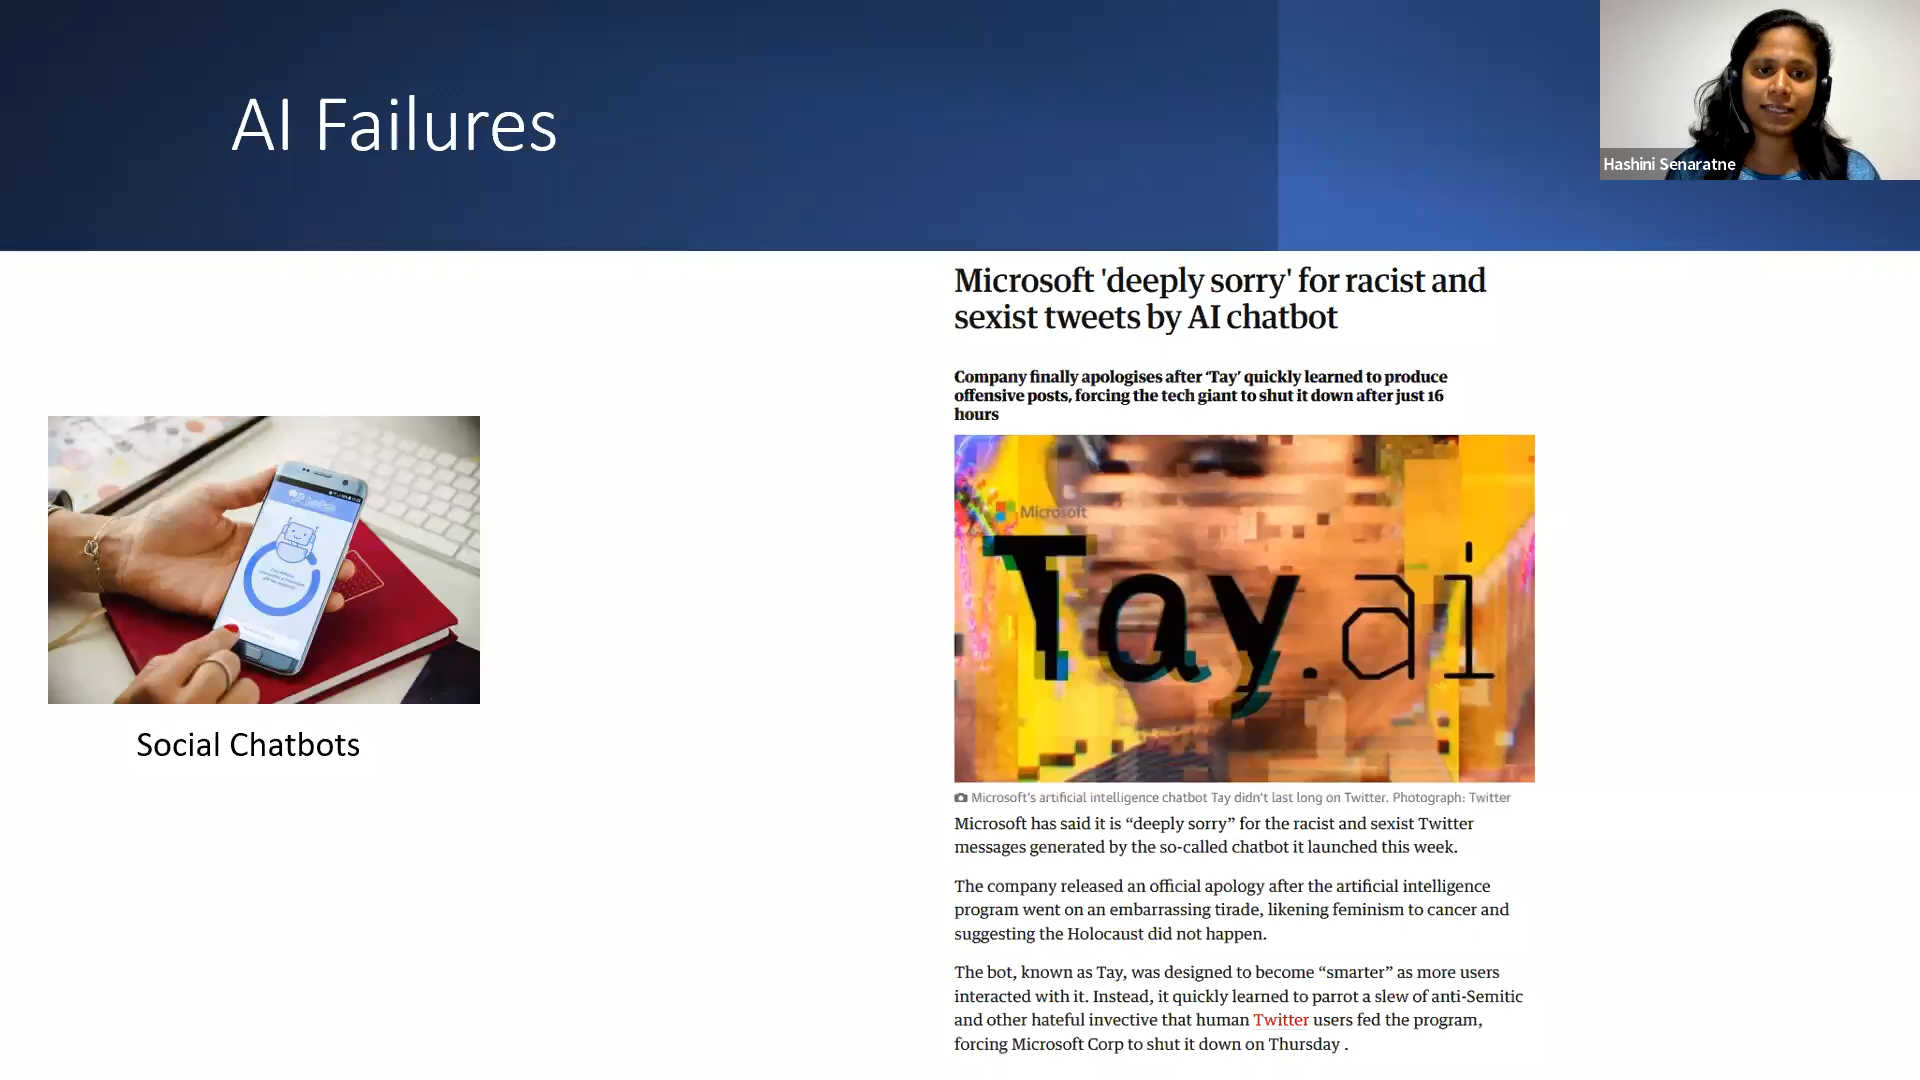 AI Failures
Hashini Senaratne
Microsoft 'deeply sorry' for racist and
sexist tweets by AI chatbot
Company finally apologises after ‘Tay’ quickly learned to produce
offensive posts, forcing the tech giant to shut it down after just 16
hours
Microsoft
Tay.ai
Social Chatbots
Microsoft's artificial intelligence chatbot Tay didn't last long on Twitter. Photograph: Twitter
Microsoft has said it is “deeply sorry” for the racist and sexist Twitter
messages generated by the so-called chatbot it launched this week.
The company released an official apology after the artificial intelligence
program went on an embarrassing tirade, likening feminism to cancer and
suggesting the Holocaust did not happen.
The bot, known as Tay, was designed to become “smarter” as more users
interacted with it. Instead, it quickly learned to parrot a slew of anti-Semitic
and other hateful invective that human Twitter users fed the program,
forcing Microsoft Corp to shut it down on Thursday .